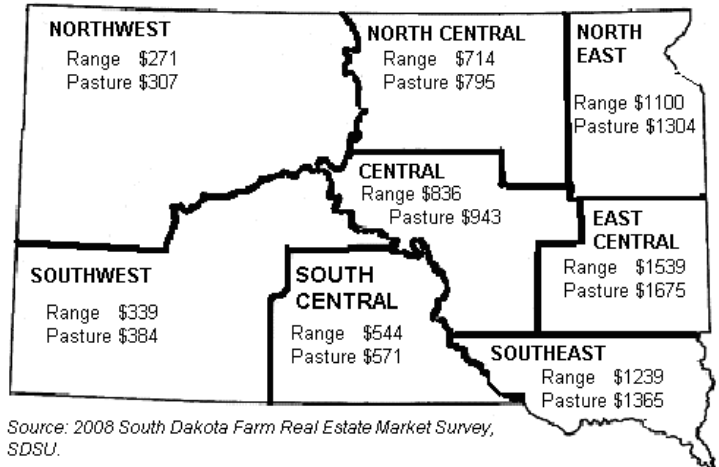 NORTHWEST
Range $271
Pasture $307
NORTH CENTRAL
Range $714
Pasture $795
NORTH
EAST
Range $1100
Pasture $1304
CENTRAL
Range $836
Pasture $943
EAST
CENTRAL
Range $1539
Pasture $1675
SOUTHWEST
Range $339
Pasture $384
SOUTH
CENTRAL
Range $544
Pasture $571
SOUTHEAST
Range $1239
Pasture $1365
Source: 2008 South Dakota Farm Real Estate Market Survey,
SDSU.